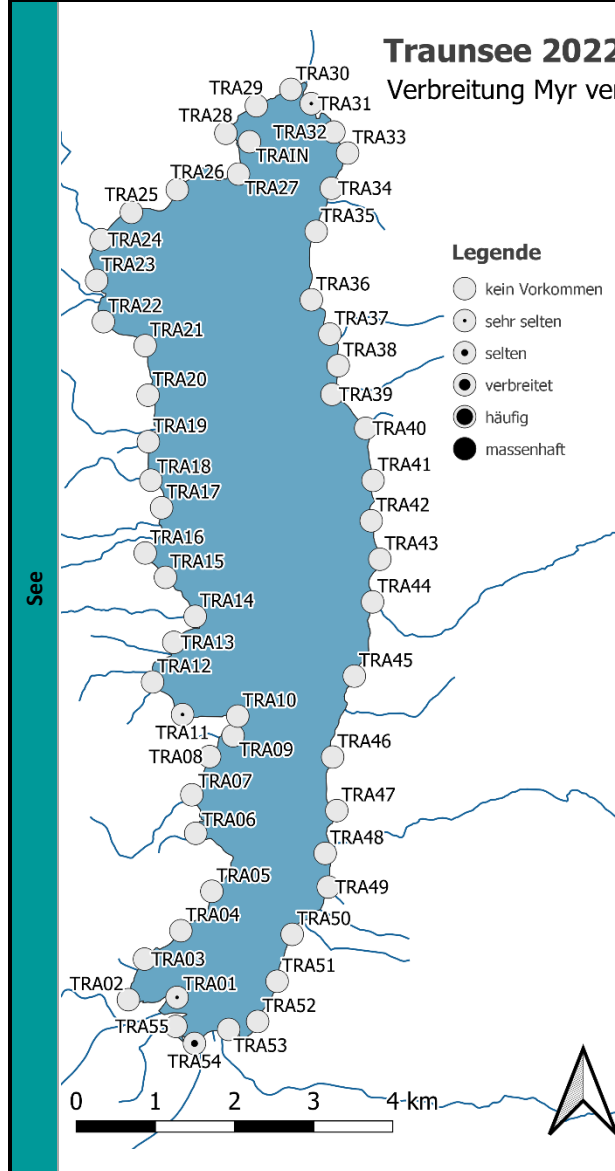 Traunsee 2022
Verbreitung Myr ver
TRA30
TRA29
TRA31
TRA28
TRA32
TRA33
TRAIN
TRA26
TRA27
TRA34
TRA25
TRA35
TRA24
Legende
TRA23
kein Vorkommen
TRA36
sehr selten
TRA22
TRA37
TRA21
selten
TRA38
verbreitet
TRA20
TRA39
häufig
TRA40
TRA19
massenhaft
TRA18
TRA41
TRA17
TRA42
TRA16
TRA43
TRA15
See
TRA14
TRA44
TRA13
TRA12
TRA45
TRA10
TRA11
TRA09
TRA46
TRA08
TRA07
TRA47
TRA06
TRA48
TRA05
TRA49
TRA04
TRA50
TRA03
TRA51
TRA02
TRA01
TRA52
TRA55
TRA53
TRA54
0 1 2 3 4 km